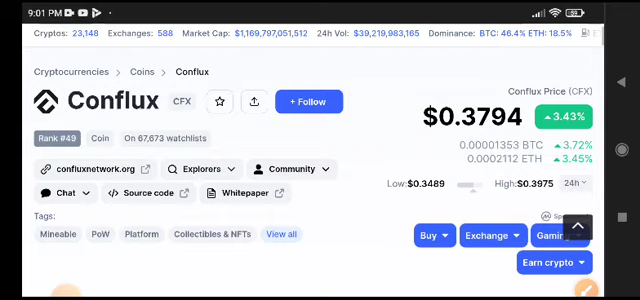 9:01 PM
59
Cryptos: 23,148 Exchanges: 588 Market Cap: $1,169,797,051,512 24h Vol: $39,219,983,165 Dominance: BTC: 46.4% ETH: 18.5%
Cryptocurrencies > Coins > Conflux
Conflux Price (CFX)
Conflux CFX + Follow
$0.3794 3.43%
Rank #49 Coin On 67,673 watchlists
0.00001353 BTC 3.72%
0.0002112 ETH 3.45%
confluxnetwork.org Explorers Community
Low:$0.3489 High:$0.3975 24h
Chat Source code Whitepaper
Tags:
Mineable PoW Platform Collectibles & NFTs View all
Buy Exchange Gaming
Earn crypto